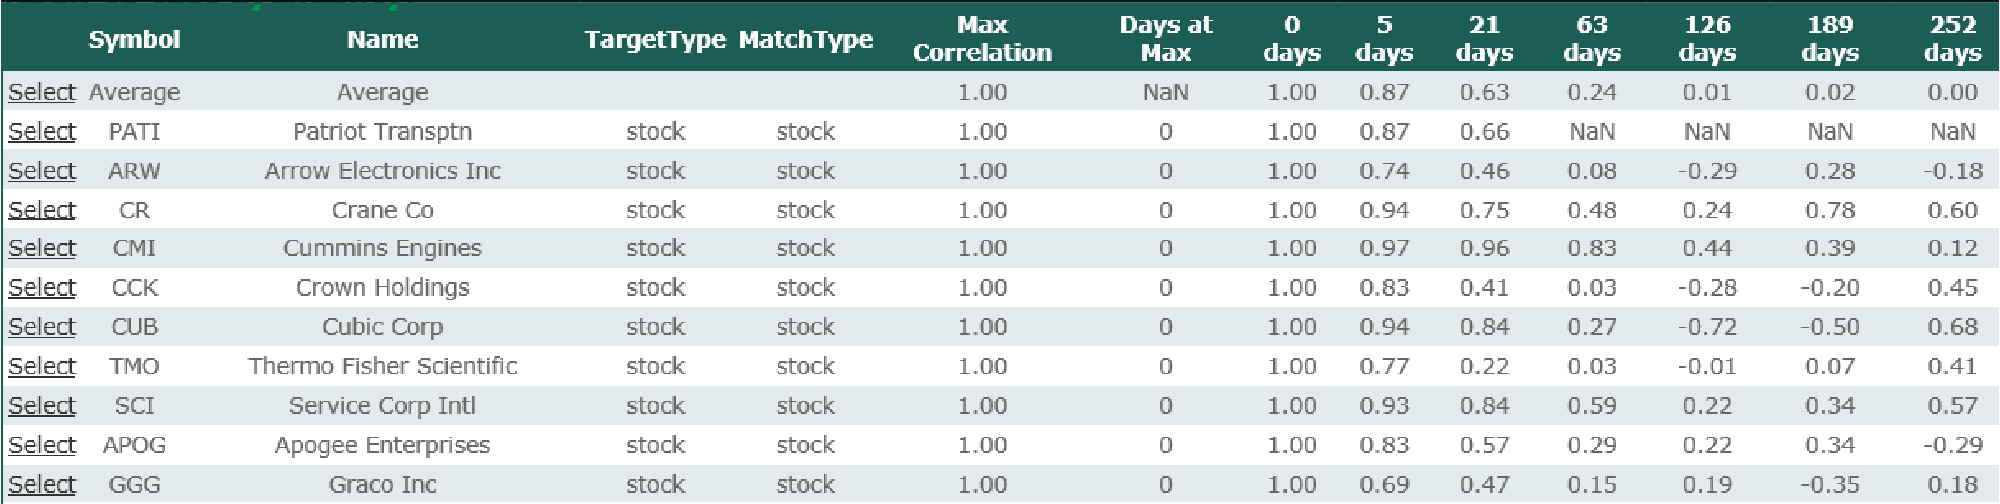 Symbol Name TargetType MatchType Max Correlation Days at Max 0 days 5 days 21 days 63 days 126 days 189 days 252 days
Select Average Average 1.00 NaN 1.00 0.87 0.63 0.24 0.01 0.02 0.00
Select PATI Patriot Transptn stock stock 1.00 0 1.00 0.87 0.66 NaN NaN NaN NaN
Select ARW Arrow Electronics Inc stock stock 1.00 0 1.00 0.74 0.46 0.08 -0.29 0.28 -0.18
Select CR Crane Co stock stock 1.00 0 1.00 0.94 0.75 0.48 0.24 0.78 0.60
Select CMI Cummins Engines stock stock 1.00 0 1.00 0.97 0.96 0.83 0.44 0.39 0.12
Select CCK Crown Holdings stock stock 1.00 0 1.00 0.83 0.41 0.03 -0.28 -0.20 0.45
Select CUB Cubic Corp stock stock 1.00 0 1.00 0.94 0.84 0.27 -0.72 -0.50 0.68
Select TMO Thermo Fisher Scientific stock stock 1.00 0 1.00 0.77 0.22 0.03 -0.01 0.07 0.41
Select SCI Service Corp Intl stock stock 1.00 0 1.00 0.93 0.84 0.59 0.22 0.34 0.57
Select APOG Apogee Enterprises stock stock 1.00 0 1.00 0.83 0.57 0.29 0.22 0.34 -0.29
Select GGG Graco Inc stock stock 1.00 0 1.00 0.69 0.47 0.15 0.19 -0.35 0.18